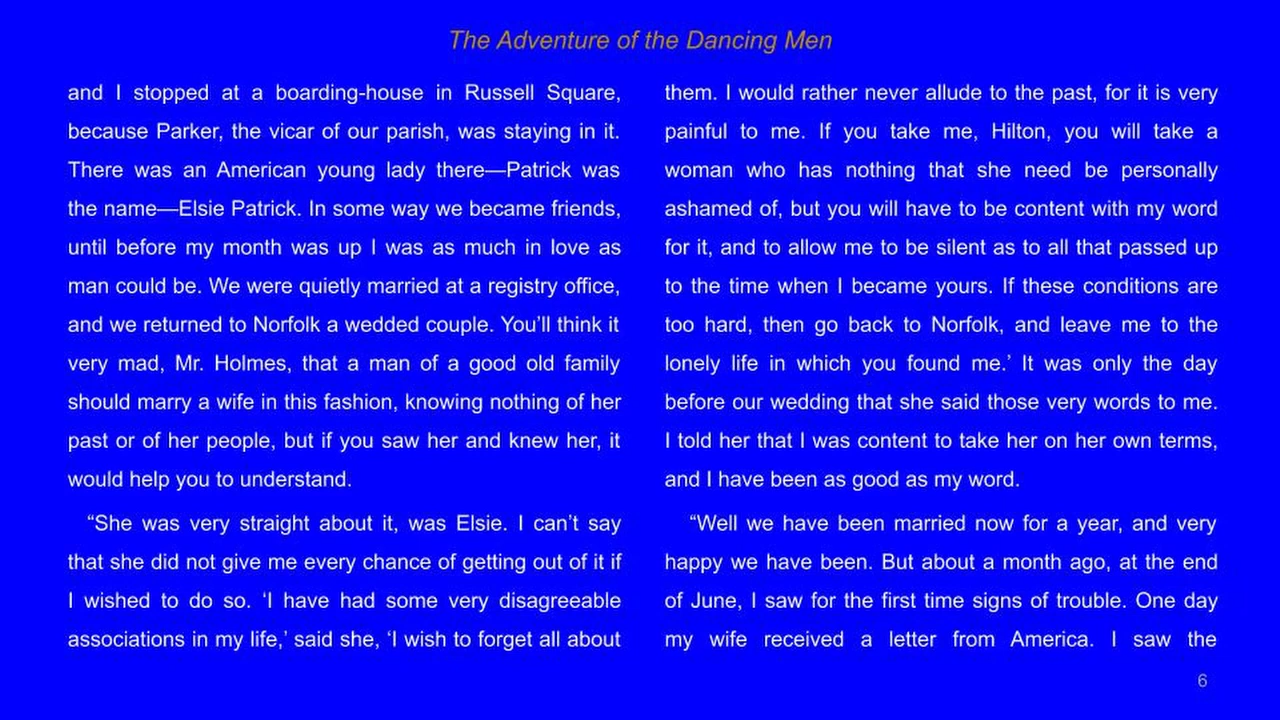 The Adventure of the Dancing Men
and I stopped at a boarding-house in Russell Square,
because Parker, the vicar of our parish, was staying in it.
There was an American young lady there—Patrick was
the name—Elsie Patrick. In some way we became friends,
until before my month was up I was as much in love as
man could be. We were quietly married at a registry office,
and we returned to Norfolk a wedded couple. You’ll think it
very mad, Mr. Holmes, that a man of a good old family
should marry a wife in this fashion, knowing nothing of her
past or of her people, but if you saw her and knew her, it
would help you to understand.
“She was very straight about it, was Elsie. I can’t say
that she did not give me every chance of getting out of it if
I wished to do so. ‘I have had some very disagreeable
associations in my life,’ said she, ‘I wish to forget all about
them. I would rather never allude to the past, for it is very
painful to me. If you take me, Hilton, you will take a
woman who has nothing that she need be personally
ashamed of, but you will have to be content with my word
for it, and to allow me to be silent as to all that passed up
to the time when I became yours. If these conditions are
too hard, then go back to Norfolk, and leave me to the
lonely life in which you found me.’ It was only the day
before our wedding that she said those very words to me.
I told her that I was content to take her on her own terms,
and I have been as good as my word.
“Well we have been married now for a year, and very
happy we have been. But about a month ago, at the end
of June, I saw for the first time signs of trouble. One day
my wife received a letter from America. I saw the
6